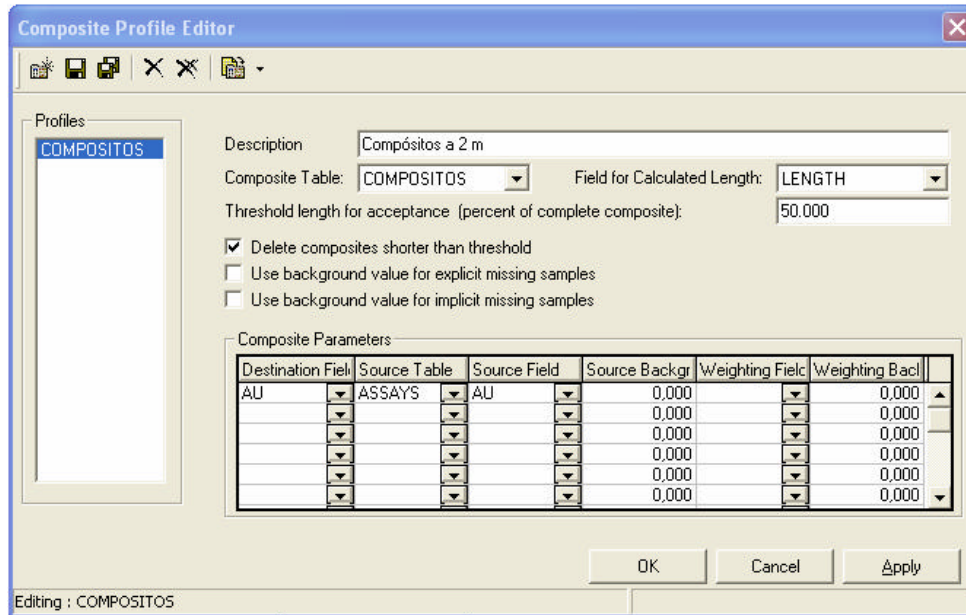 Composite Profile Editor
Profiles
COMPOSITOS
Description Compósitos a 2 m
Composite Table: COMPOSITOS Field for Calculated Length: LENGTH
Threshold length for acceptance (percent of complete composite): 50.000
Delete composites shorter than threshold
Use background value for explicit missing samples
Use background value for implicit missing samples
Composite Parameters
Destination Fiel Source Table Source Field Source Backgr Weighting Fielc Weighting Bacl
AU ASSAYS AU 0,000 0,000
0,000 0,000
0,000 0,000
0,000 0,000
0,000 0,000
0,000 0,000
OK Cancel Apply
Editing : COMPOSITOS